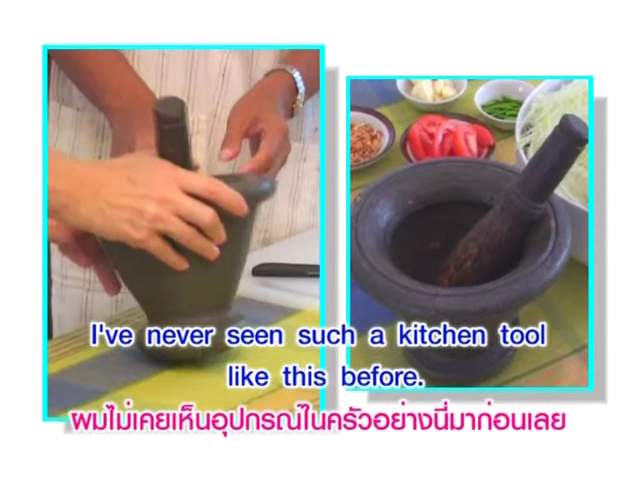 I've never seen such a kitchen tool
like this before.
ผมไม่เคยเห็นอุปกรณ์ในครัวอย่างนี้มาก่อนเลย